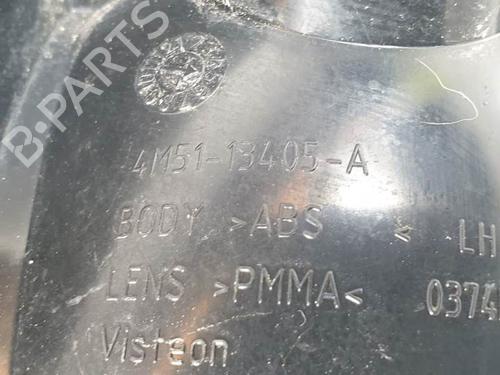 B-PARTS
4M51-13405-A
BODY >ABS < LH
LENS >PMMA< 0374
Visteon